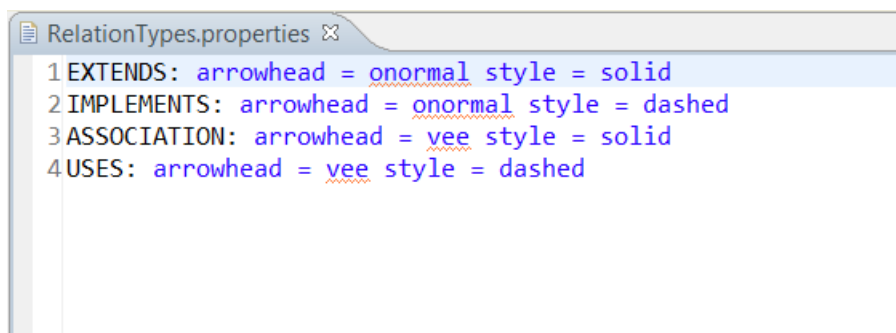 RelationTypes.properties
1 EXTENDS: arrowhead = onormal style = solid
2 IMPLEMENTS: arrowhead = onormal style = dashed
3 ASSOCIATION: arrowhead = vee style = solid
4 USES: arrowhead = vee style = dashed